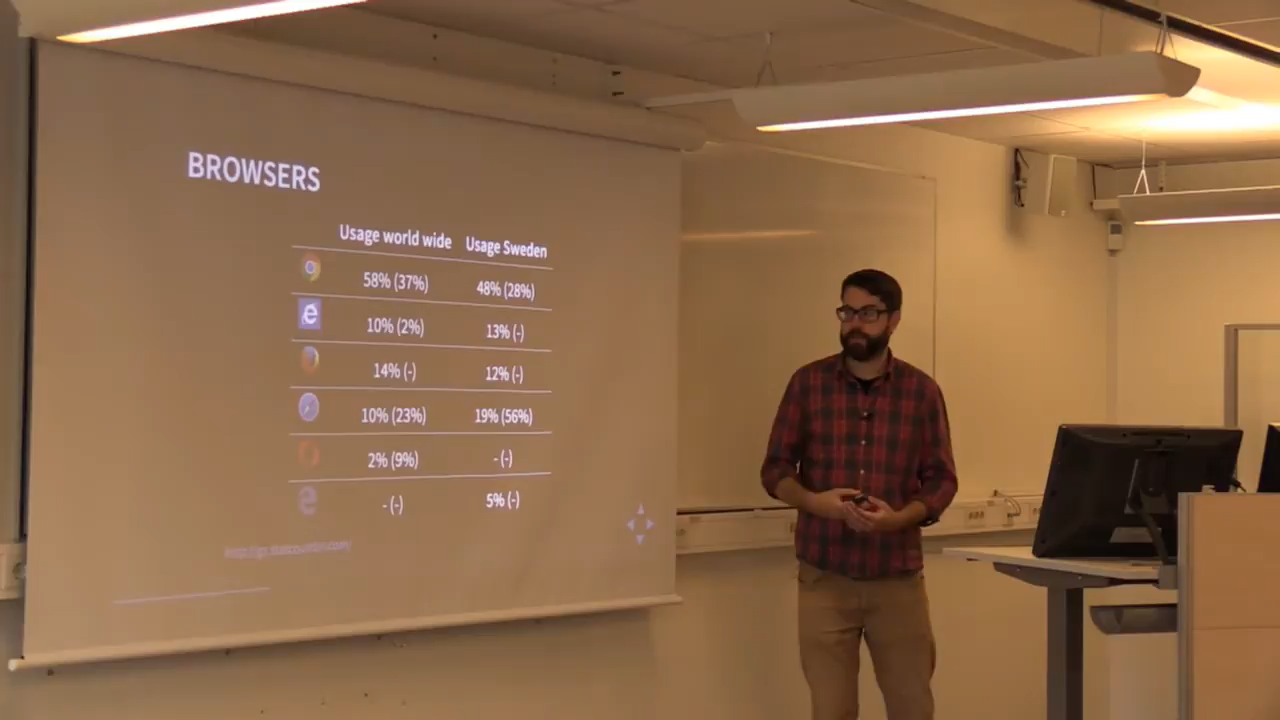 BROWSERS
Usage world wide Usage Sweden
58% (37%) 48% (28%)
10% (2%) 13% (-)
14% (-) 12% (-)
10% (23%) 19% (56%)
2% (9%) - (-)
- (-) 5% (-)